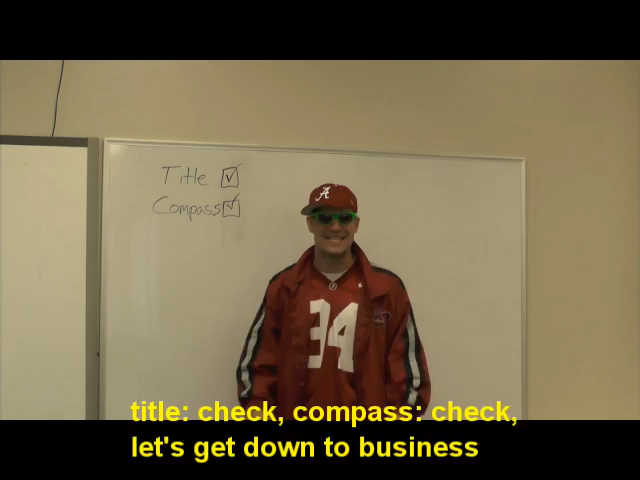 Title
Compass
A
34
title: check, compass: check,
let's get down to business